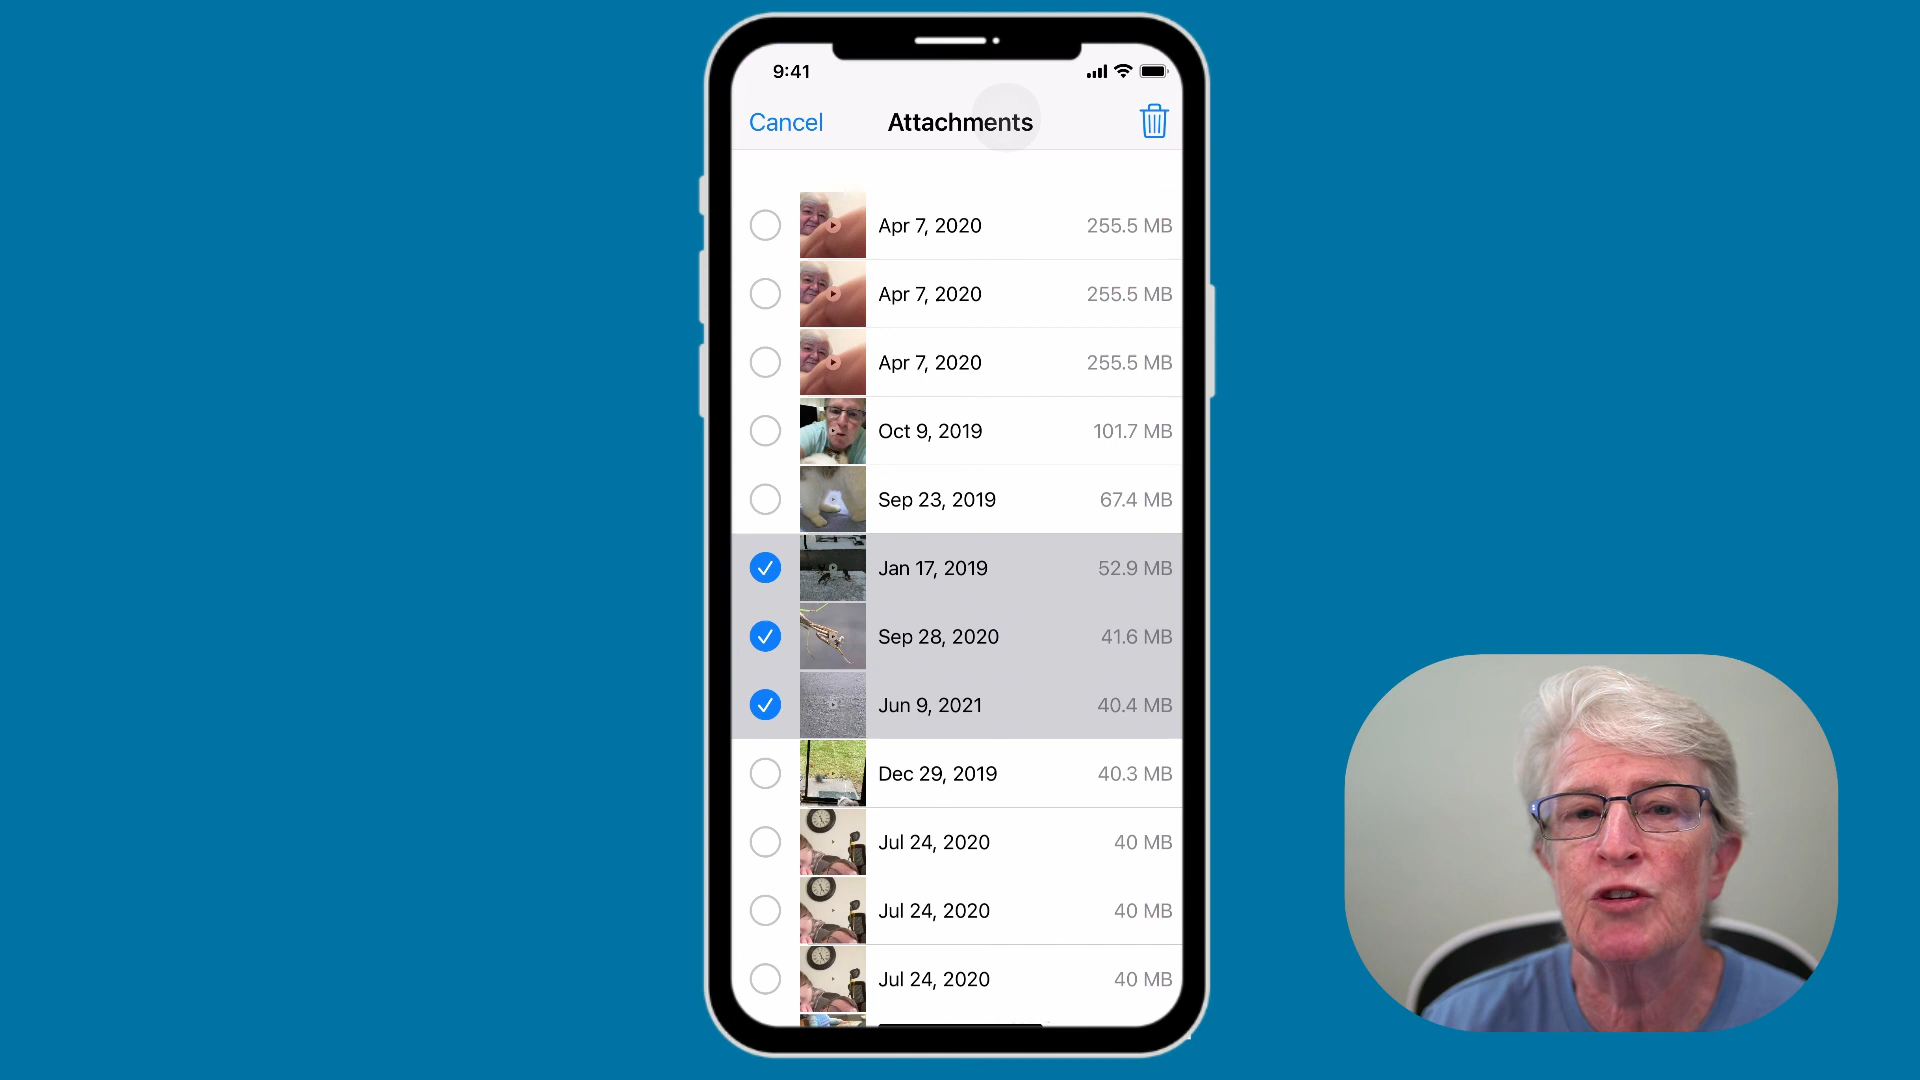 9:41
Cancel Attachments
Apr 7, 2020 255.5 MB
Apr 7, 2020 255.5 MB
Apr 7, 2020 255.5 MB
Oct 9, 2019 101.7 MB
Sep 23, 2019 67.4 MB
Jan 17, 2019 52.9 MB
Sep 28, 2020 41.6 MB
Jun 9, 2021 40.4 MB
Dec 29, 2019 40.3 MB
Jul 24, 2020 40 MB
Jul 24, 2020 40 MB
Jul 24, 2020 40 MB